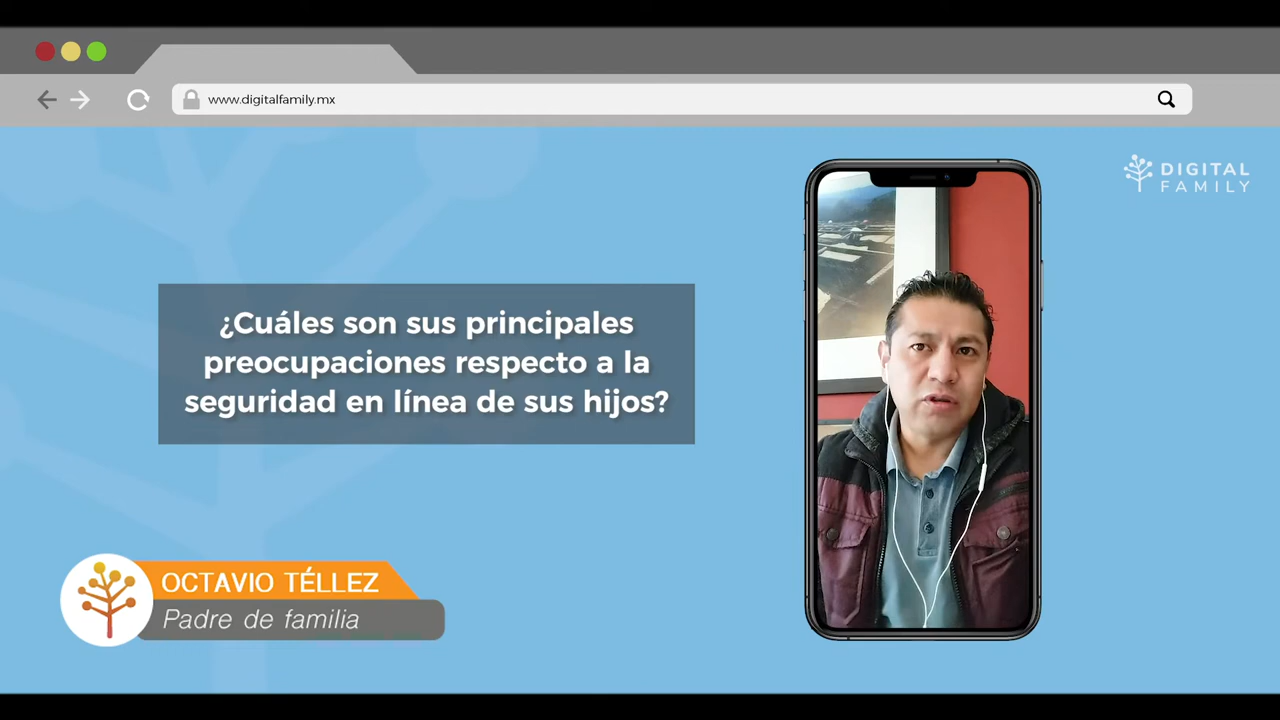 www.digitalfamily.mx
DIGITAL
FAMILY
¿Cuáles son sus principales
preocupaciones respecto a la
seguridad en línea de sus hijos?
OCTAVIO TÉLLEZ
Padre de familia